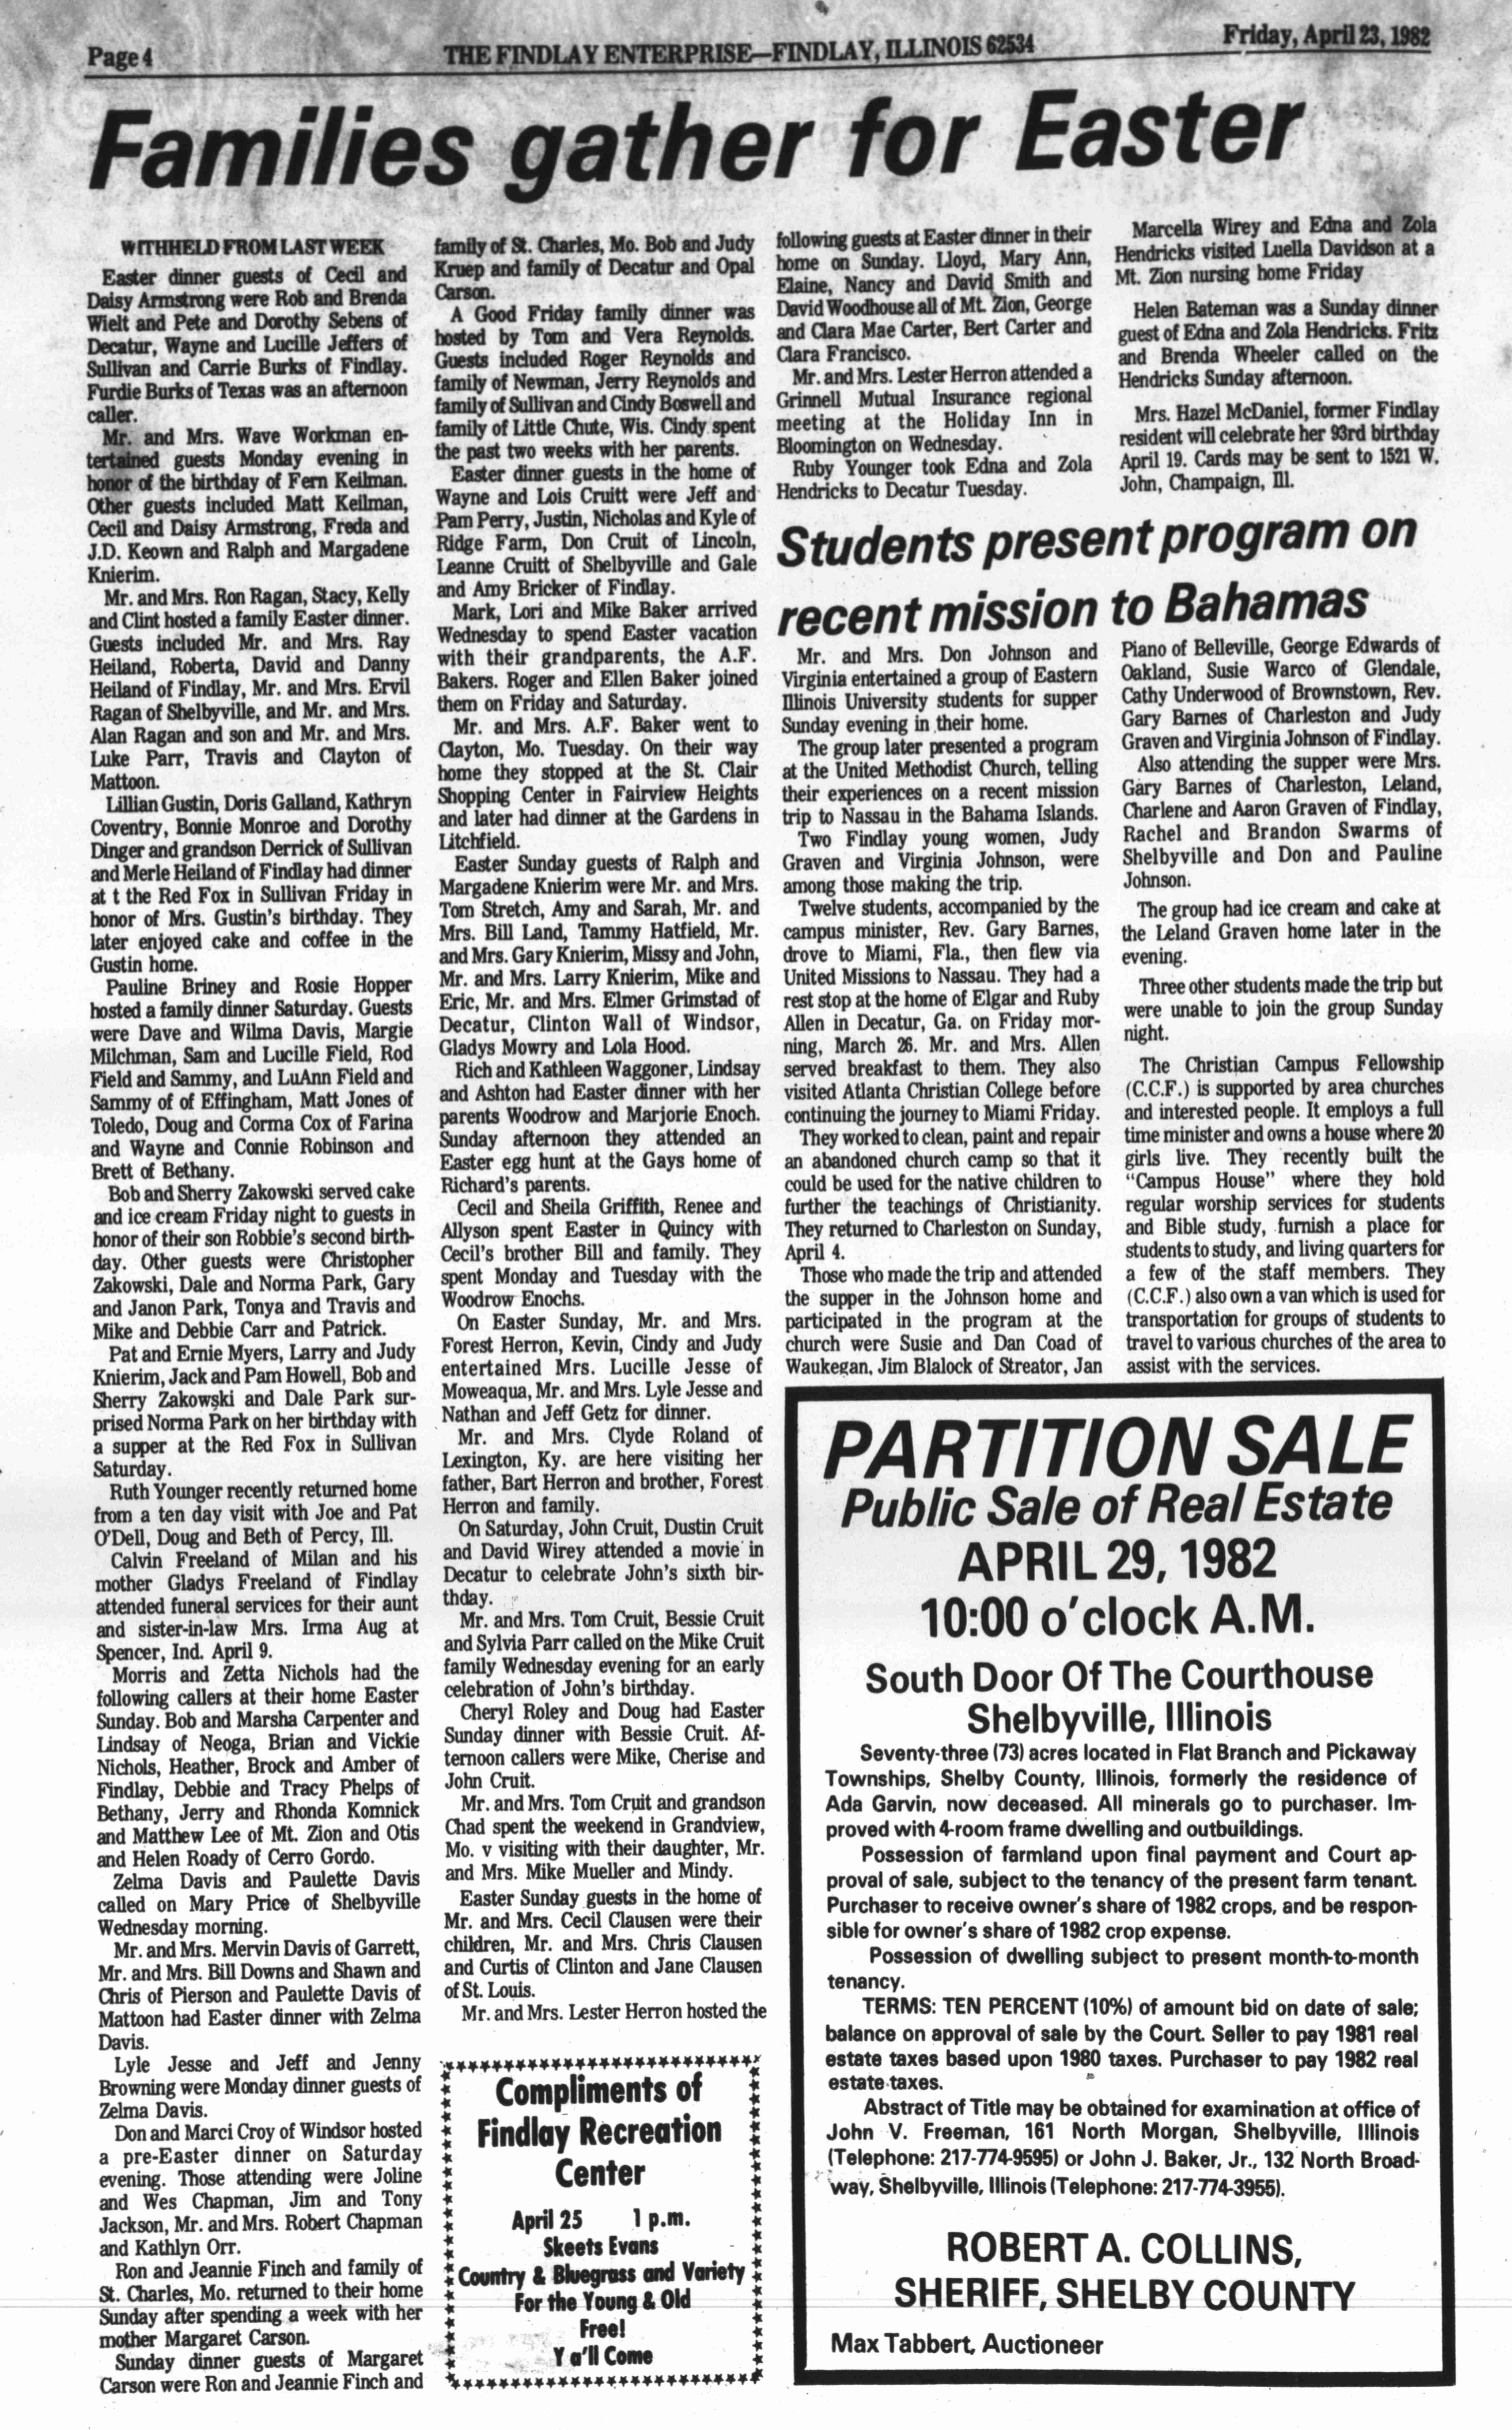 Page 4
THE FINDLAY ENTERPRISE—FINDLAY, ILLINOIS 62534
Friday, April 23, 1982
Families gather for Easter
WITHHELD FROM LAST WEEK
Easter dinner guests of Cecil and
Daisy Armstrong were Rob and Brenda
Wielt and Pete and Dorothy Sebens of
Decatur, Wayne and Lucille Jeffers of
Sullivan and Carrie Burks of Findlay.
Furdie Burks of Texas was an afternoon
caller.
Mr. and Mrs. Wave Workman en-
tertained guests Monday evening in
honor of the birthday of Fern Keilman.
Other guests included Matt Keilman,
Cecil and Daisy Armstrong, Freda and
J.D. Keown and Ralph and Margadene
Knierim.
Mr. and Mrs. Ron Ragan, Stacy, Kelly
and Clint hosted a family Easter dinner.
Guests included Mr. and Mrs. Ray
Heiland, Roberta, David and Danny
Heiland of Findlay, Mr. and Mrs. Ervil
Ragan of Shelbyville, and Mr. and Mrs.
Alan Ragan and son and Mr. and Mrs.
Luke Parr, Travis and Clayton of
Mattoon.
Lillian Gustin, Doris Galland, Kathryn
Coventry, Bonnie Monroe and Dorothy
Dinger and grandson Derrick of Sullivan
and Merle Heiland of Findlay had dinner
at t the Red Fox in Sullivan Friday in
honor of Mrs. Gustin's birthday. They
later enjoyed cake and coffee in the
Gustin home.
Pauline Briney and Rosie Hopper
hosted a family dinner Saturday. Guests
were Dave and Wilma Davis, Margie
Milchman, Sam and Lucille Field, Rod
Field and Sammy, and LuAnn Field and
Sammy of of Effingham, Matt Jones of
Toledo, Doug and Corma Cox of Farina
and Wayne and Connie Robinson and
Brett of Bethany.
Bob and Sherry Zakowski served cake
and ice cream Friday night to guests in
honor of their son Robbie's second birth-
day. Other guests were Christopher
Zakowski, Dale and Norma Park, Gary
and Janon Park, Tonya and Travis and
Mike and Debbie Carr and Patrick.
Pat and Ernie Myers, Larry and Judy
Knierim, Jack and Pam Howell, Bob and
Sherry Zakowski and Dale Park sur-
prised Norma Park on her birthday with
a supper at the Red Fox in Sullivan
Saturday.
Ruth Younger recently returned home
from a ten day visit with Joe and Pat
O'Dell, Doug and Beth of Percy, Ill.
Calvin Freeland of Milan and his
mother Gladys Freeland of Findlay
attended funeral services for their aunt
and sister-in-law Mrs. Irma Aug at
Spencer, Ind. April 9.
Morris and Zetta Nichols had the
following callers at their home Easter
Sunday. Bob and Marsha Carpenter and
Lindsay of Neoga, Brian and Vickie
Nichols, Heather, Brock and Amber of
Findlay, Debbie and Tracy Phelps of
Bethany, Jerry and Rhonda Komnick
and Matthew Lee of Mt. Zion and Otis
and Helen Roady of Cerro Gordo.
Zelma Davis and Paulette Davis
called on Mary Price of Shelbyville
Wednesday morning.
Mr. and Mrs. Mervin Davis of Garrett,
Mr. and Mrs. Bill Downs and Shawn and
Chris of Pierson and Paulette Davis of
Mattoon had Easter dinner with Zelma
Davis.
Lyle Jesse and Jeff and Jenny
Browning were Monday dinner guests of
Zelma Davis.
Don and Marci Croy of Windsor hosted
a pre-Easter dinner on Saturday
evening. Those attending were Joline
and Wes Chapman, Jim and Tony
Jackson, Mr. and Mrs. Robert Chapman
and Kathlyn Orr.
Ron and Jeannie Finch and family of
St. Charles, Mo. returned to their home
Sunday after spending a week with her
mother Margaret Carson.
Sunday dinner guests of Margaret
Carson were Ron and Jeannie Finch and
family of St. Charles, Mo. Bob and Judy
Kruep and family of Decatur and Opal
Carson.
A Good Friday family dinner was
hosted by Tom and Vera Reynolds.
Guests included Roger Reynolds and
family of Newman, Jerry Reynolds and
family of Sullivan and Cindy Boswell and
family of Little Chute, Wis. Cindy spent
the past two weeks with her parents.
Easter dinner guests in the home of
Wayne and Lois Cruitt were Jeff and
Pam Perry, Justin, Nicholas and Kyle of
Ridge Farm, Don Cruit of Lincoln,
Leanne Cruitt of Shelbyville and Gale
and Amy Bricker of Findlay.
Mark, Lori and Mike Baker arrived
Wednesday to spend Easter vacation
with their grandparents, the A.F.
Bakers. Roger and Ellen Baker joined
them on Friday and Saturday.
Mr. and Mrs. A.F. Baker went to
Clayton, Mo. Tuesday. On their way
home they stopped at the St. Clair
Shopping Center in Fairview Heights
and later had dinner at the Gardens in
Litchfield.
Easter Sunday guests of Ralph and
Margadene Knierim were Mr. and Mrs.
Tom Stretch, Amy and Sarah, Mr. and
Mrs. Bill Land, Tammy Hatfield, Mr.
and Mrs. Gary Knierim, Missy and John,
Mr. and Mrs. Larry Knierim, Mike and
Eric, Mr. and Mrs. Elmer Grimstad of
Decatur, Clinton Wall of Windsor,
Gladys Mowry and Lola Hood.
Rich and Kathleen Waggoner, Lindsay
and Ashton had Easter dinner with her
parents Woodrow and Marjorie Enoch.
Sunday afternoon they attended an
Easter egg hunt at the Gays home of
Richard's parents.
Cecil and Sheila Griffith, Renee and
Allyson spent Easter in Quincy with
Cecil's brother Bill and family. They
spent Monday and Tuesday with the
Woodrow Enochs.
On Easter Sunday, Mr. and Mrs.
Forest Herron, Kevin, Cindy and Judy
entertained Mrs. Lucille Jesse of
Moweaqua, Mr. and Mrs. Lyle Jesse and
Nathan and Jeff Getz for dinner.
Mr. and Mrs. Clyde Roland of
Lexington, Ky. are here visiting her
father, Bart Herron and brother, Forest
Herron and family.
On Saturday, John Cruit, Dustin Cruit
and David Wirey attended a movie in
Decatur to celebrate John's sixth bir-
thday.
Mr. and Mrs. Tom Cruit, Bessie Cruit
and Sylvia Parr called on the Mike Cruit
family Wednesday evening for an early
celebration of John's birthday.
Cheryl Roley and Doug had Easter
Sunday dinner with Bessie Cruit. Af-
ternoon callers were Mike, Cherise and
John Cruit.
Mr. and Mrs. Tom Cruit and grandson
Chad spent the weekend in Grandview,
Mo. v visiting with their daughter, Mr.
and Mrs. Mike Mueller and Mindy.
Easter Sunday guests in the home of
Mr. and Mrs. Cecil Clausen were their
children, Mr. and Mrs. Chris Clausen
and Curtis of Clinton and Jane Clausen
of St. Louis.
Mr. and Mrs. Lester Herron hosted the
Compliments of
Findlay Recreation
Center
April 25 1 p.m.
Skeets Evans
Country & Bluegrass and Variety
For the Young & Old
Free!
Y a'll Come
following guests at Easter dinner in their
home on Sunday. Lloyd, Mary Ann,
Elaine, Nancy and David Smith and
David Woodhouse all of Mt. Zion, George
and Clara Mae Carter, Bert Carter and
Clara Francisco.
Mr. and Mrs. Lester Herron attended a
Grinnell Mutual Insurance regional
meeting at the Holiday Inn in
Bloomington on Wednesday.
Ruby Younger took Edna and Zola
Hendricks to Decatur Tuesday.
Marcella Wirey and Edna and Zola
Hendricks visited Luella Davidson at a
Mt. Zion nursing home Friday
Helen Bateman was a Sunday dinner
guest of Edna and Zola Hendricks. Fritz
and Brenda Wheeler called on the
Hendricks Sunday afternoon.
Mrs. Hazel McDaniel, former Findlay
resident will celebrate her 93rd birthday
April 19. Cards may be sent to 1521 W.
John, Champaign, Ill.
Students present program on
recent mission to Bahamas
Mr. and Mrs. Don Johnson and
Virginia entertained a group of Eastern
Illinois University students for supper
Sunday evening in their home.
The group later presented a program
at the United Methodist Church, telling
their experiences on a recent mission
trip to Nassau in the Bahama Islands.
Two Findlay young women, Judy
Graven and Virginia Johnson, were
among those making the trip.
Twelve students, accompanied by the
campus minister, Rev. Gary Barnes,
drove to Miami, Fla., then flew via
United Missions to Nassau. They had a
rest stop at the home of Elgar and Ruby
Allen in Decatur, Ga. on Friday mor-
ning, March 26. Mr. and Mrs. Allen
served breakfast to them. They also
visited Atlanta Christian College before
continuing the journey to Miami Friday.
They worked to clean, paint and repair
an abandoned church camp so that it
could be used for the native children to
further the teachings of Christianity.
They returned to Charleston on Sunday,
April 4.
Those who made the trip and attended
the supper in the Johnson home and
participated in the program at the
church were Susie and Dan Coad of
Waukegan, Jim Blalock of Streator, Jan
Piano of Belleville, George Edwards of
Oakland, Susie Warco of Glendale,
Cathy Underwood of Brownstown, Rev.
Gary Barnes of Charleston and Judy
Graven and Virginia Johnson of Findlay.
Also attending the supper were Mrs.
Gary Barnes of Charleston, Leland,
Charlene and Aaron Graven of Findlay,
Rachel and Brandon Swarms of
Shelbyville and Don and Pauline
Johnson.
The group had ice cream and cake at
the Leland Graven home later in the
evening.
Three other students made the trip but
were unable to join the group Sunday
night.
The Christian Campus Fellowship
(C.C.F.) is supported by area churches
and interested people. It employs a full
time minister and owns a house where 20
girls live. They recently built the
"Campus House" where they hold
regular worship services for students
and Bible study, furnish a place for
students to study, and living quarters for
a few of the staff members. They
(C.C.F.) also own a van which is used for
transportation for groups of students to
travel to various churches of the area to
assist with the services.
PARTITION SALE
Public Sale of Real Estate
APRIL 29, 1982
10:00 o'clock A.M.
South Door Of The Courthouse
Shelbyville, Illinois
Seventy-three (73) acres located in Flat Branch and Pickaway
Townships, Shelby County, Illinois, formerly the residence of
Ada Garvin, now deceased. All minerals go to purchaser. Im-
proved with 4-room frame dwelling and outbuildings.
Possession of farmland upon final payment and Court ap-
proval of sale, subject to the tenancy of the present farm tenant.
Purchaser to receive owner's share of 1982 crops, and be respon-
sible for owner's share of 1982 crop expense.
Possession of dwelling subject to present month-to-month
tenancy.
TERMS: TEN PERCENT (10%) of amount bid on date of sale;
balance on approval of sale by the Court. Seller to pay 1981 real
estate taxes based upon 1980 taxes. Purchaser to pay 1982 real
estate taxes.
Abstract of Title may be obtained for examination at office of
John V. Freeman, 161 North Morgan, Shelbyville, Illinois
(Telephone: 217-774-9595) or John J. Baker, Jr., 132 North Broad-
way, Shelbyville, Illinois (Telephone: 217-774-3955).
ROBERT A. COLLINS,
SHERIFF, SHELBY COUNTY
Max Tabbert, Auctioneer